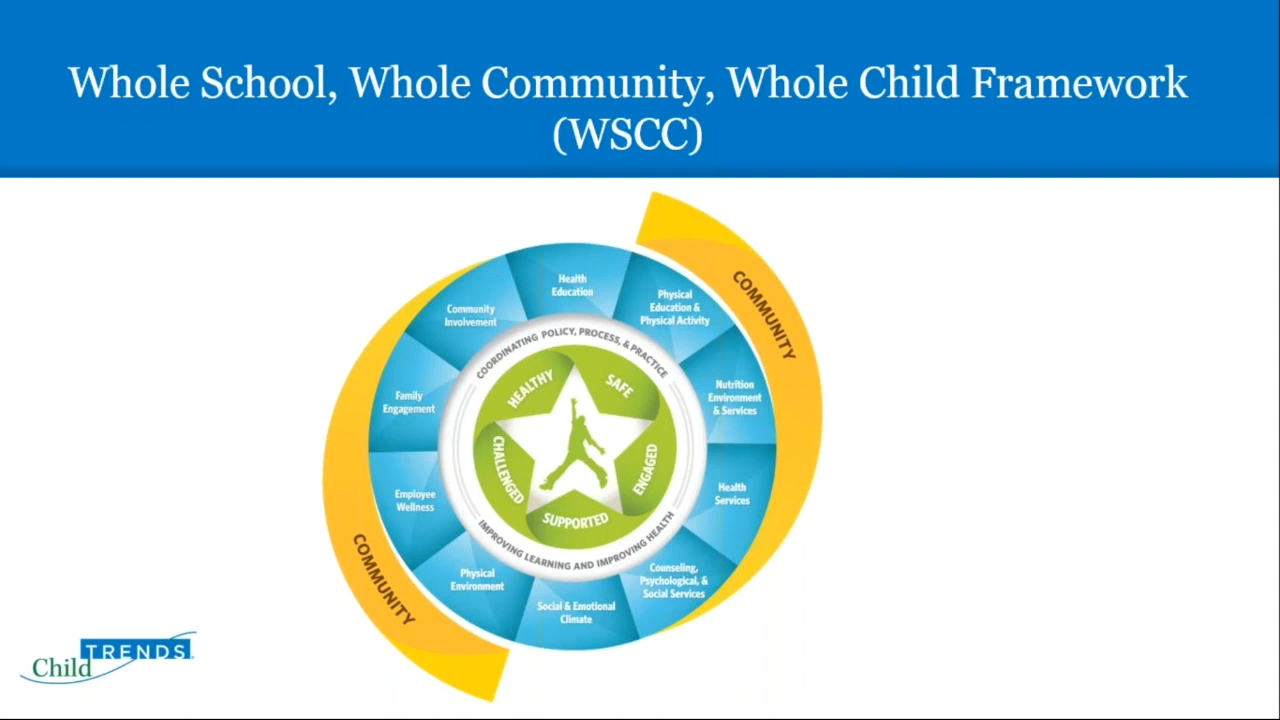 Whole School, Whole Community, Whole Child Framework
(WSCC)
COMMUNITY
Health
Education
Physical
Education &
Physical Activity
Nutrition
Environment
& Services
Health
Services
Counseling,
Psychological, &
Social Services
Social & Emotional
Climate
Physical
Environment
Employee
Wellness
Family
Engagement
Community
Involvement
COORDINATING POLICY, PROCESS, & PRACTICE
IMPROVING LEARNING AND IMPROVING HEALTH
HEALTHY
SAFE
ENGAGED
SUPPORTED
CHALLENGED
COMMUNITY
Child TRENDS